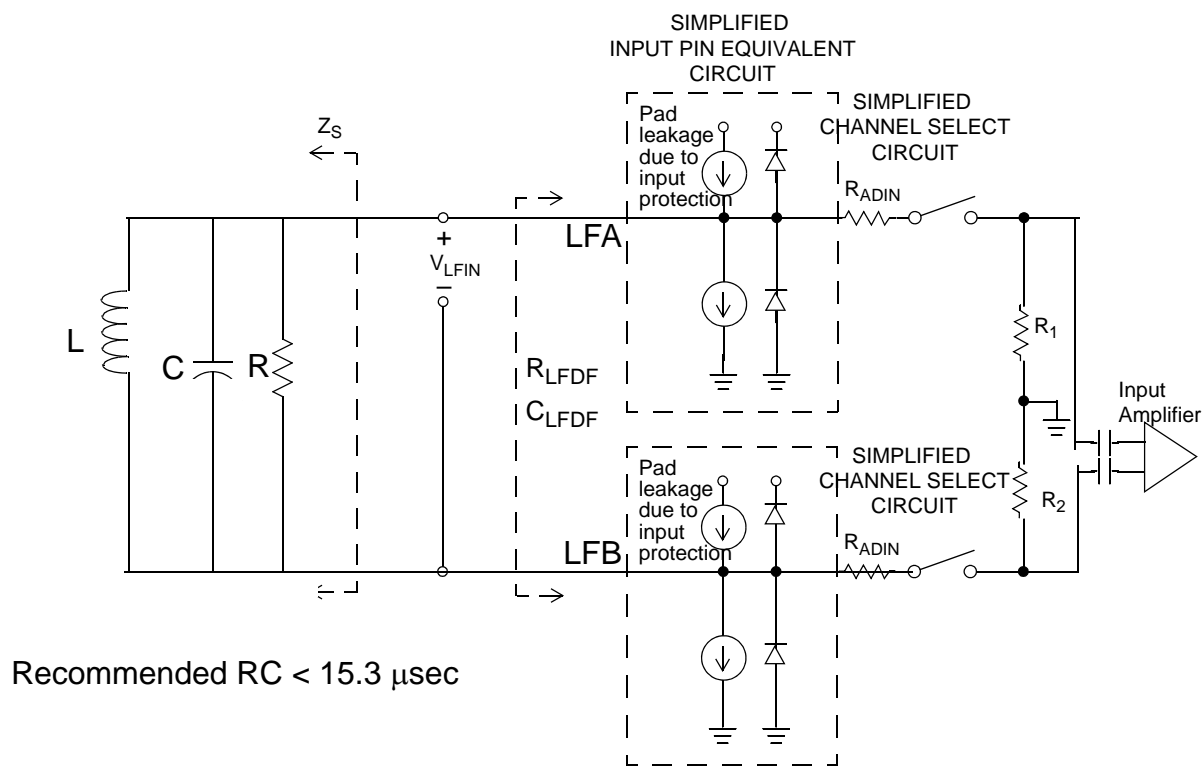 SIMPLIFIED
INPUT PIN EQUIVALENT
CIRCUIT
SIMPLIFIED
CHANNEL SELECT
CIRCUIT
Pad
leakage
due to
input
protection
Z_S
R_ADIN
LFA
+
V_LFIN
–
L
C
R
R_LFDF
C_LFDF
R_1
Input
Amplifier
SIMPLIFIED
CHANNEL SELECT
CIRCUIT
Pad
leakage
due to
input
protection
R_2
LFB
R_ADIN
Recommended RC < 15.3 μsec